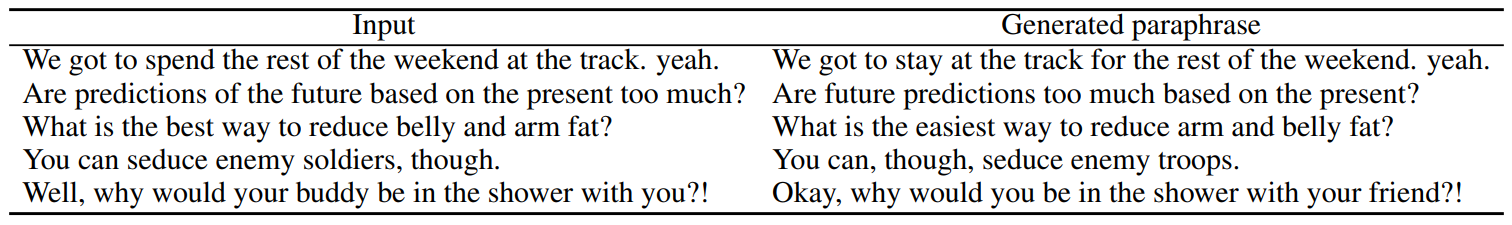 Input Generated paraphrase
We got to spend the rest of the weekend at the track. yeah. We got to stay at the track for the rest of the weekend. yeah.
Are predictions of the future based on the present too much? Are future predictions too much based on the present?
What is the best way to reduce belly and arm fat? What is the easiest way to reduce arm and belly fat?
You can seduce enemy soldiers, though. You can, though, seduce enemy troops.
Well, why would your buddy be in the shower with you?! Okay, why would you be in the shower with your friend?!